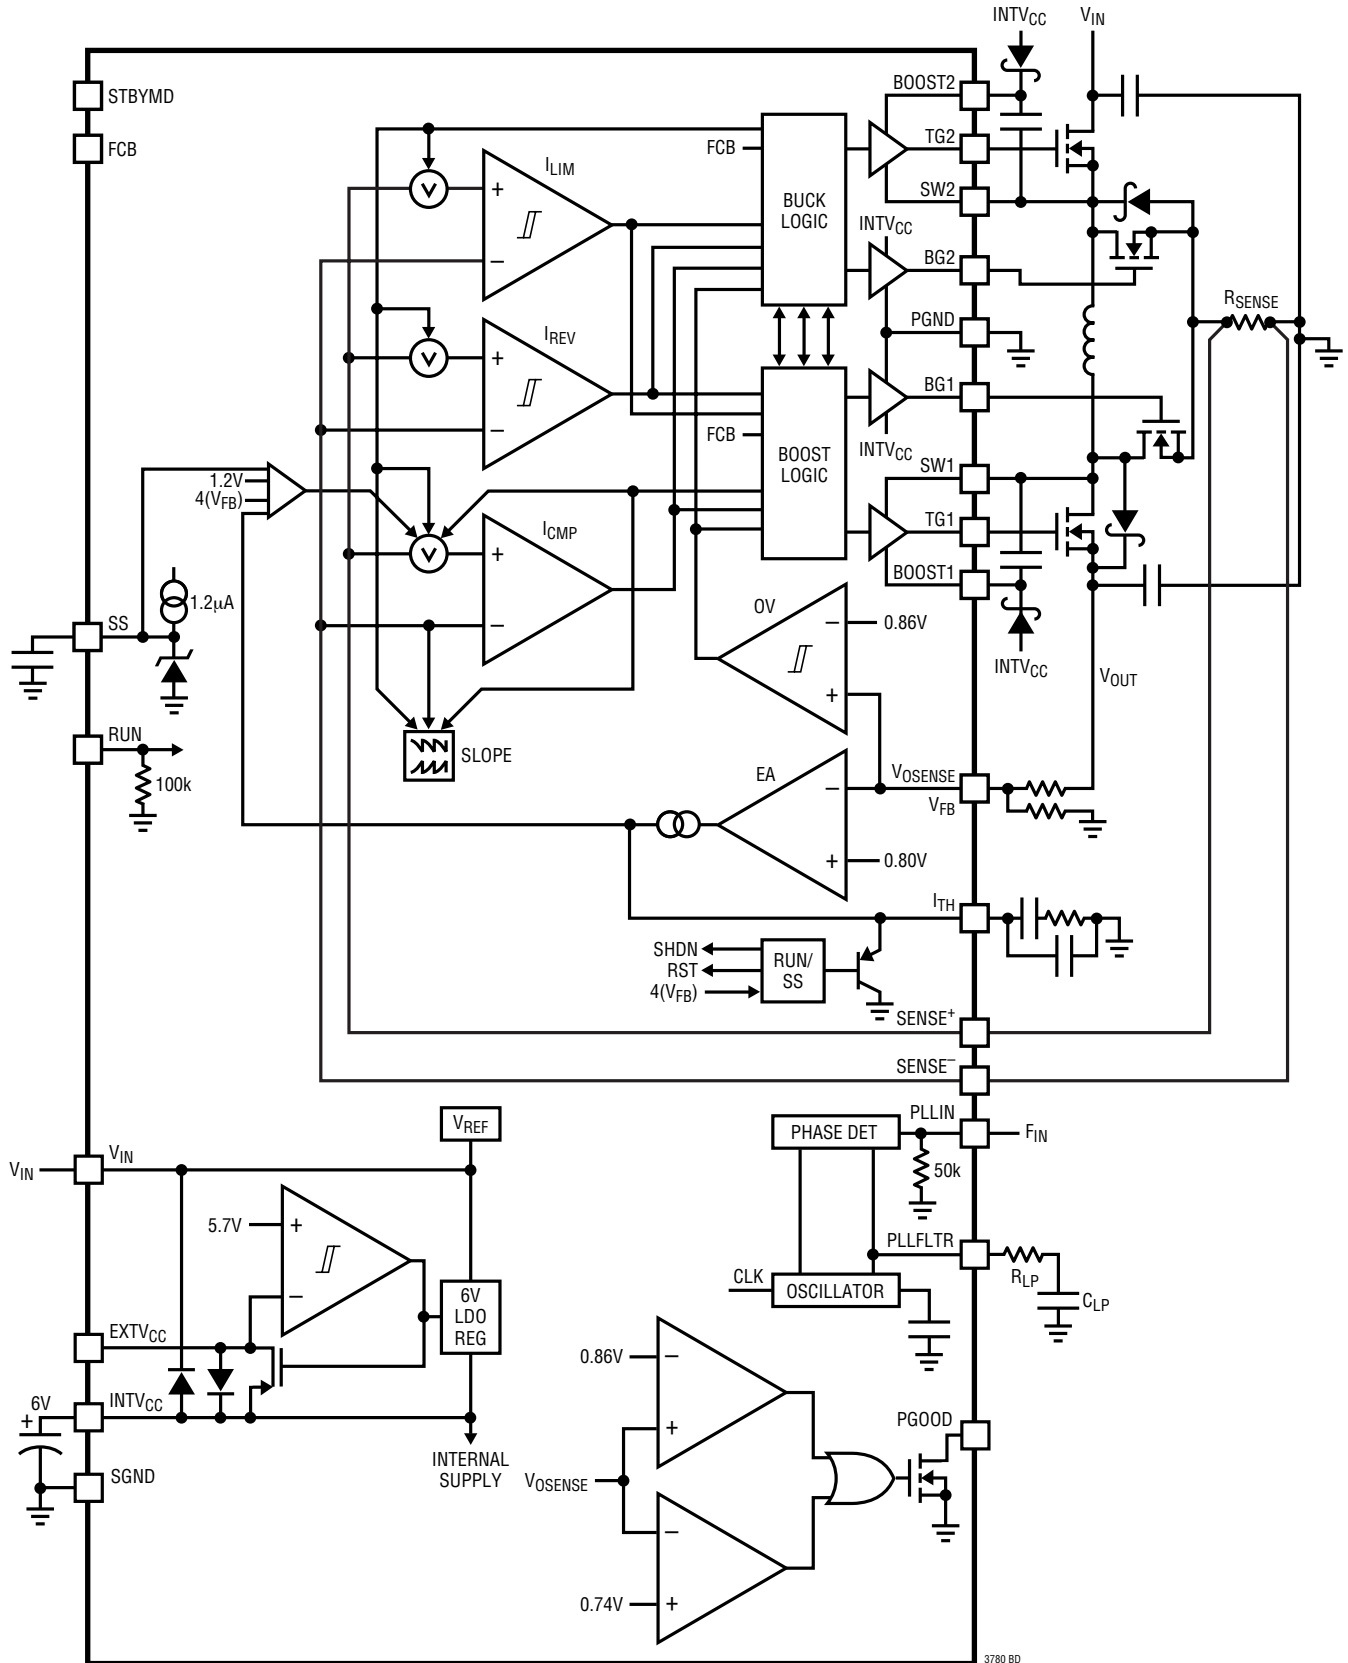 INTVCC
VIN
STBYMD
FCB
BOOST2
TG2
SW2
BG2
PGND
BG1
SW1
TG1
BOOST1
INTVCC
INTVCC
INTVCC
FCB
FCB
BUCK
LOGIC
BOOST
LOGIC
ILIM
+
−
IREV
+
−
ICMP
+
−
RSENSE
1.2V
4(VFB)
1.2µA
SS
RUN
100k
SLOPE
OV
−
0.86V
+
EA
−
+
0.80V
VOUT
VOSENSE
VFB
ITH
SHDN
RST
4(VFB)
RUN/
SS
SENSE+
SENSE−
VREF
VIN
VIN
5.7V
+
−
6V
LDO
REG
EXTVCC
6V
+
INTVCC
SGND
INTERNAL
SUPPLY
PHASE DET
PLLIN
FIN
50k
PLLFLTR
RLP
CLP
CLK
OSCILLATOR
0.86V
−
+
VOSENSE
−
0.74V
+
PGOOD
3780 BD